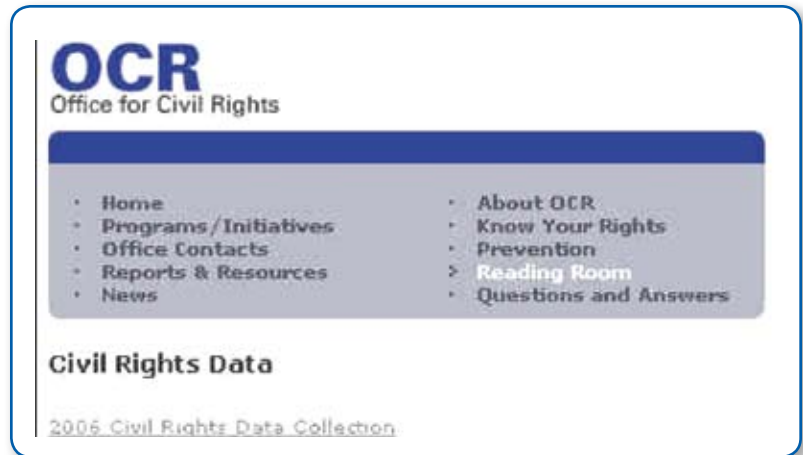 OCR
Office for Civil Rights
Home
Programs/Initiatives
Office Contacts
Reports & Resources
News
About OCR
Know Your Rights
Prevention
> Reading Room
Questions and Answers
Civil Rights Data
2006 Civil Rights Data Collection